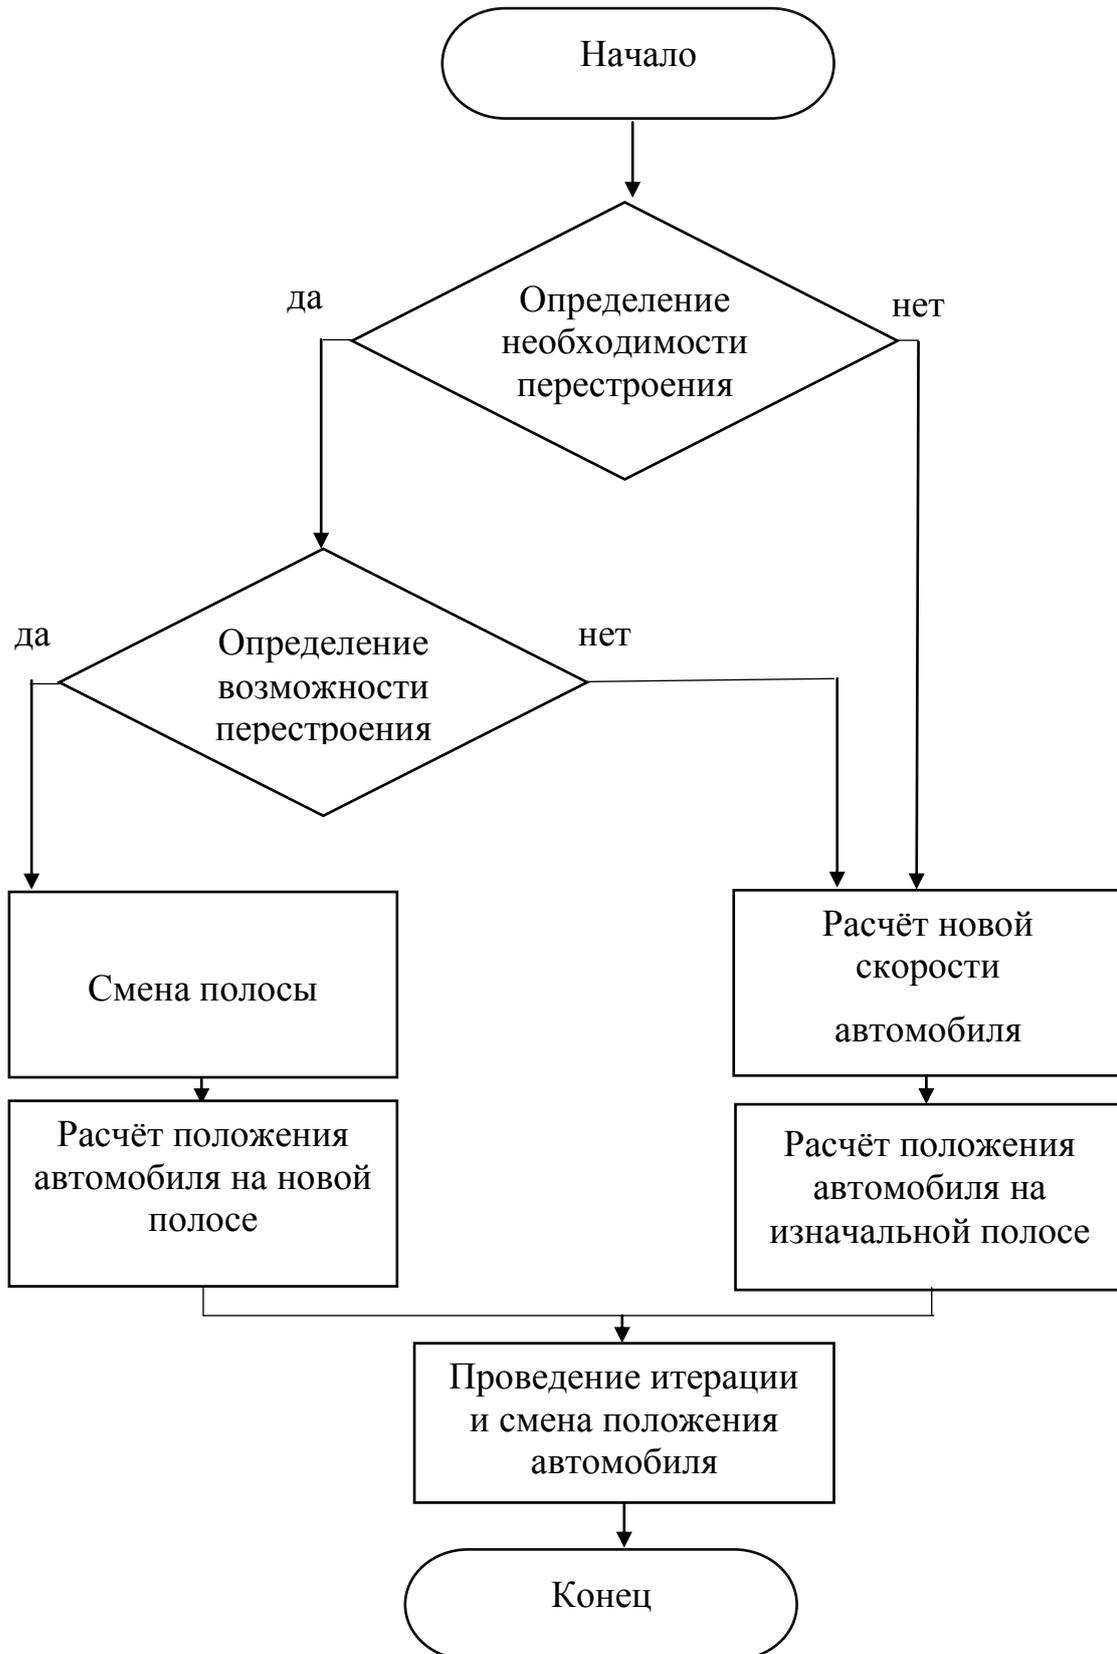 Начало
да
Определение
нет
необходимости
перестроения
да
Определение
нет
возможности
перестроения
Смена полосы
Расчёт новой
скорости
автомобиля
Расчёт положения
автомобиля на новой
полосе
Расчёт положения
автомобиля на
изначальной полосе
Проведение итерации
и смена положения
автомобиля
Конец